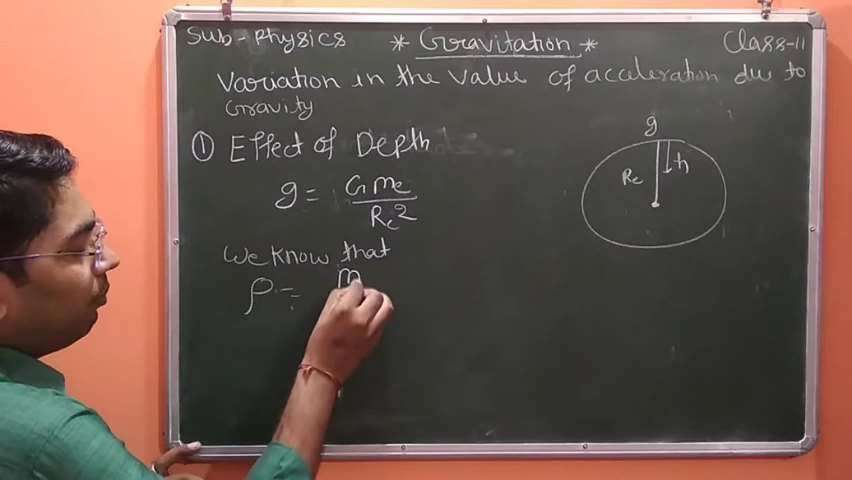 Sub - Physics * Gravitation * Class-11
Variation in the value of acceleration due to
Gravity
① Effect of Depth
g = GMe
Re2
We know that
ρ = m
g
Re h